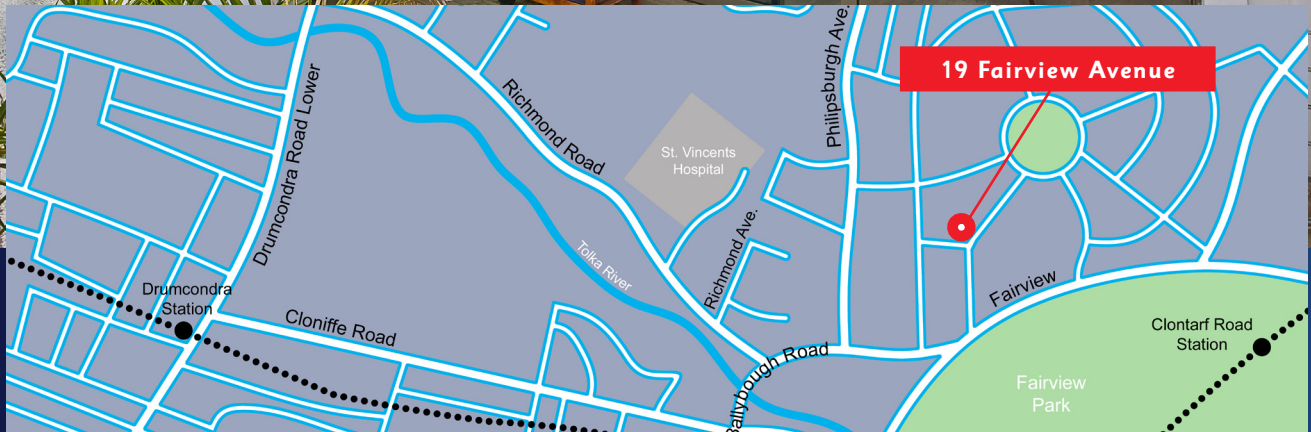 19 Fairview Avenue
Philipsburgh Ave.
Drumcondra Road Lower
Richmond Road
St. Vincents
Hospital
Richmond Ave.
Tolka River
Fairview
Drumcondra
Station
Cloniffe Road
Ballybough Road
Clontarf Road
Station
Fairview
Park